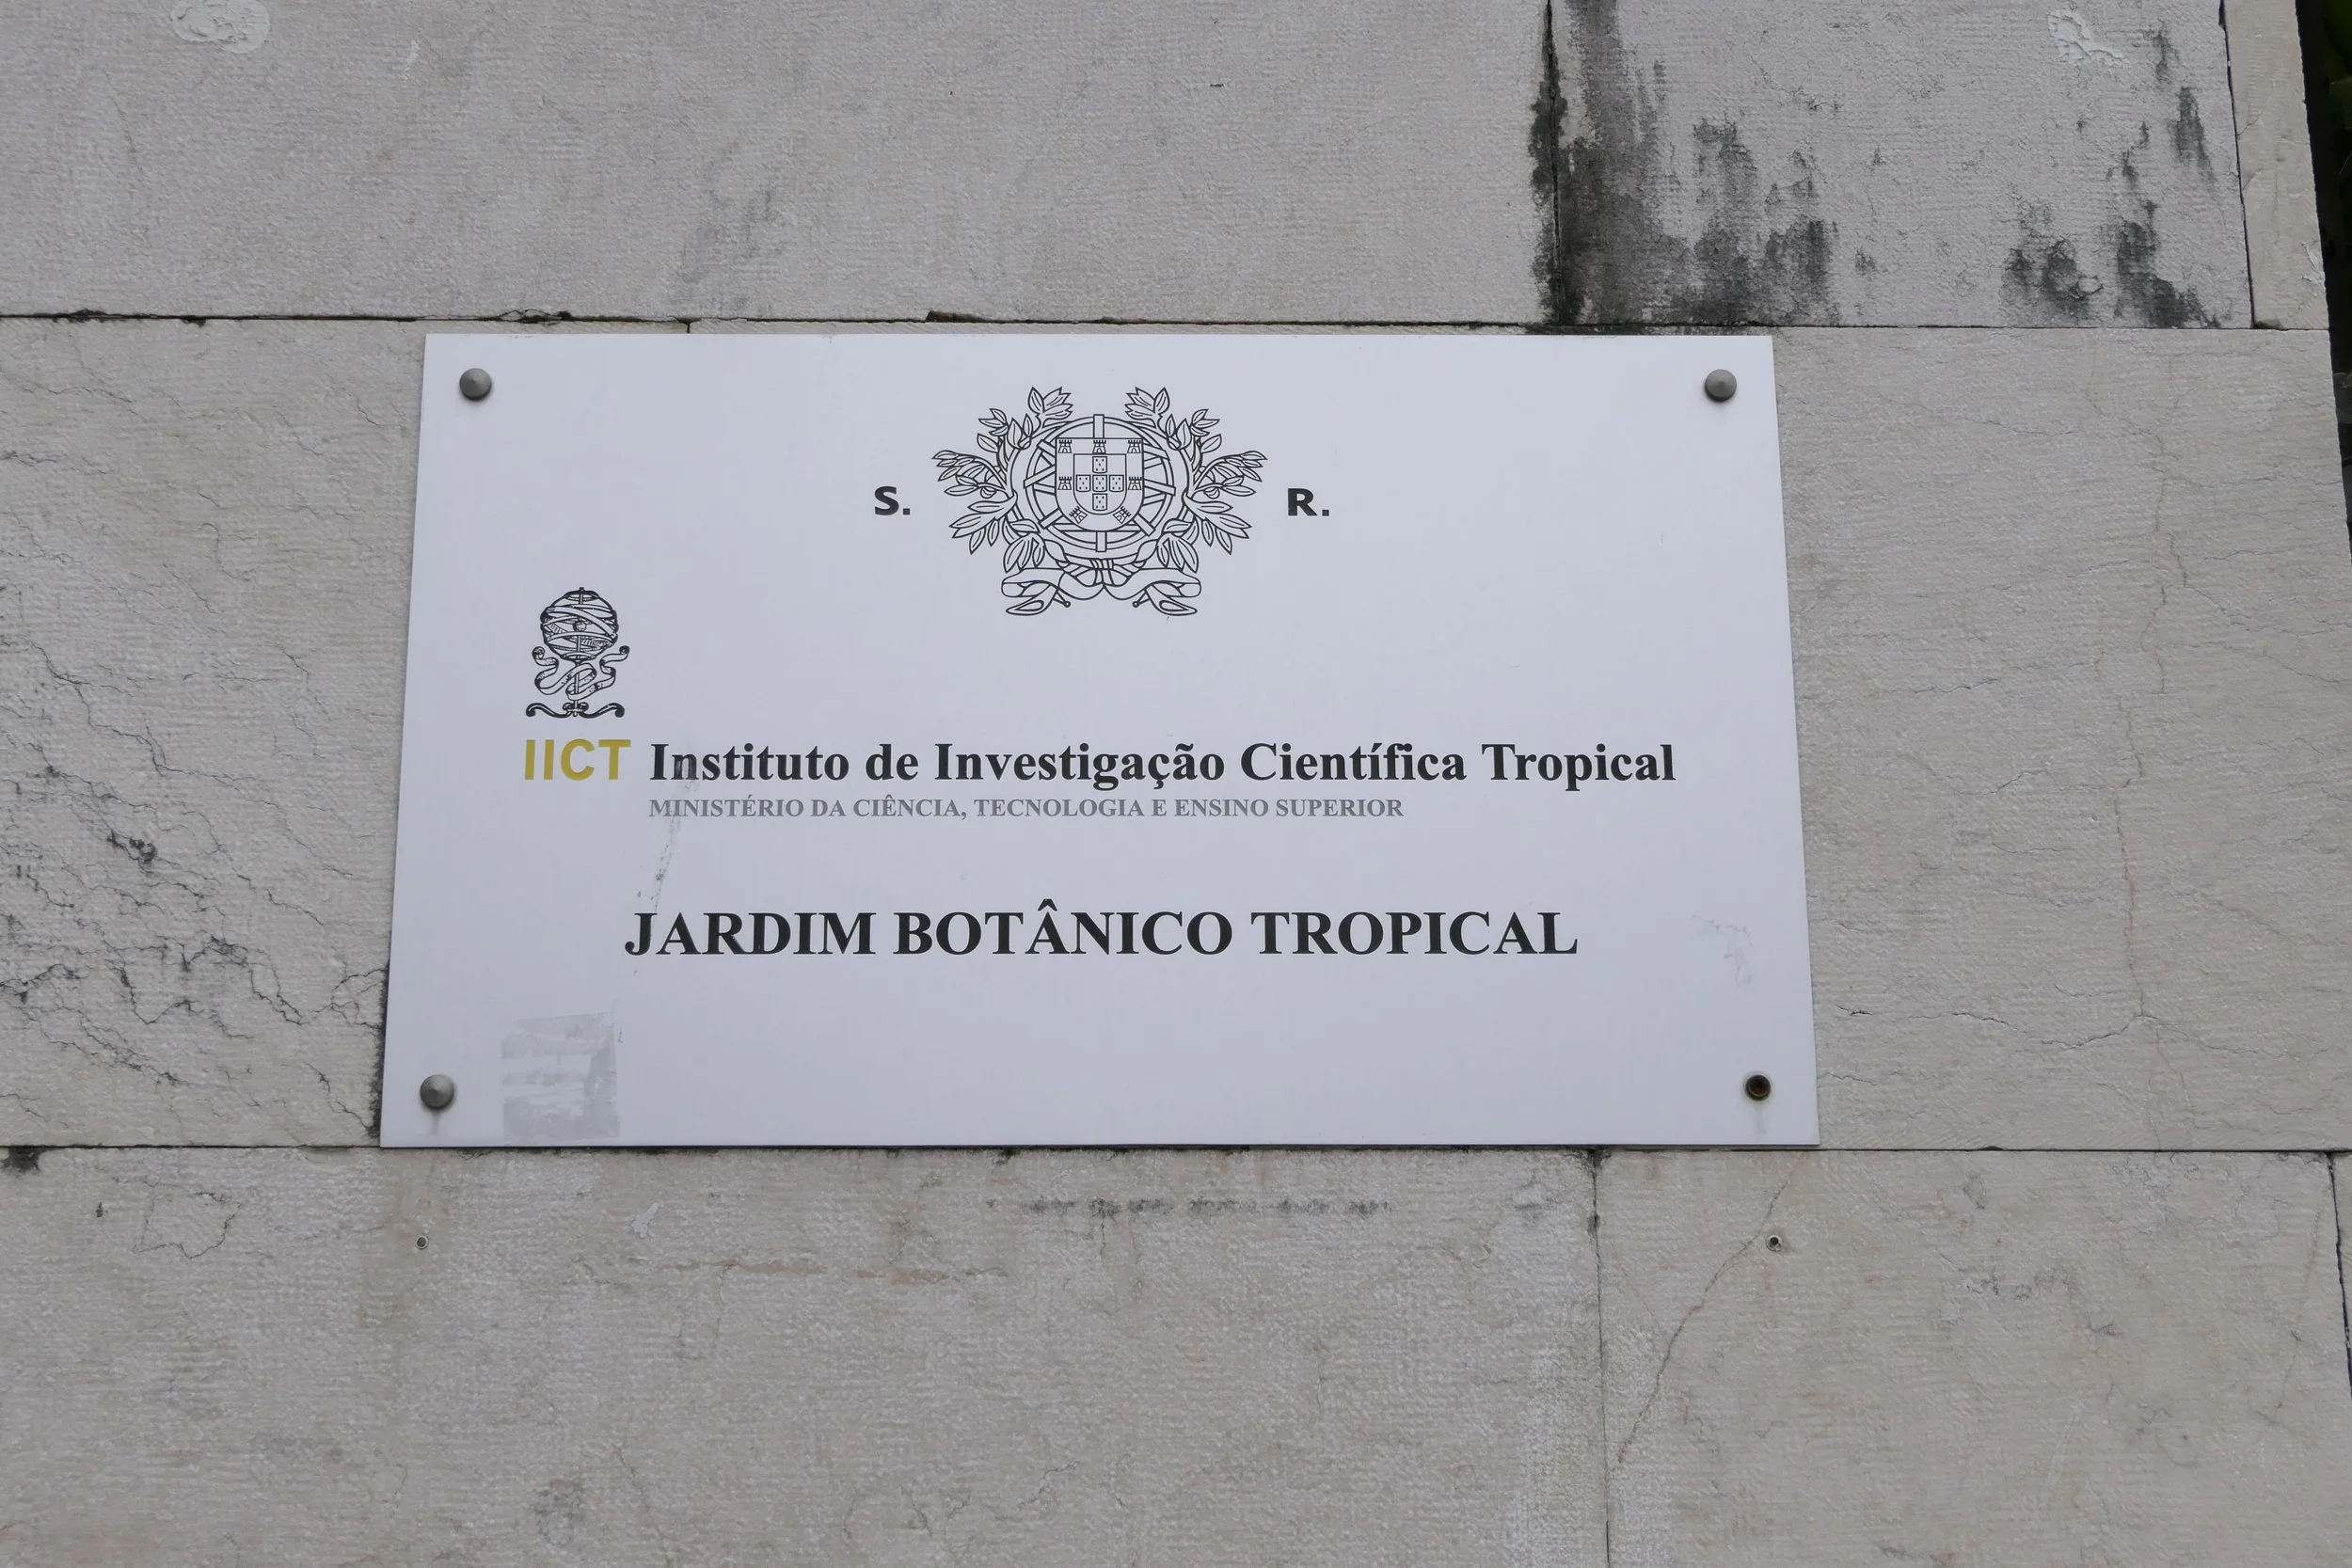 S. R.
IICT Instituto de Investigação Científica Tropical
MINISTÉRIO DA CIÊNCIA, TECNOLOGIA E ENSINO SUPERIOR
JARDIM BOTÂNICO TROPICAL